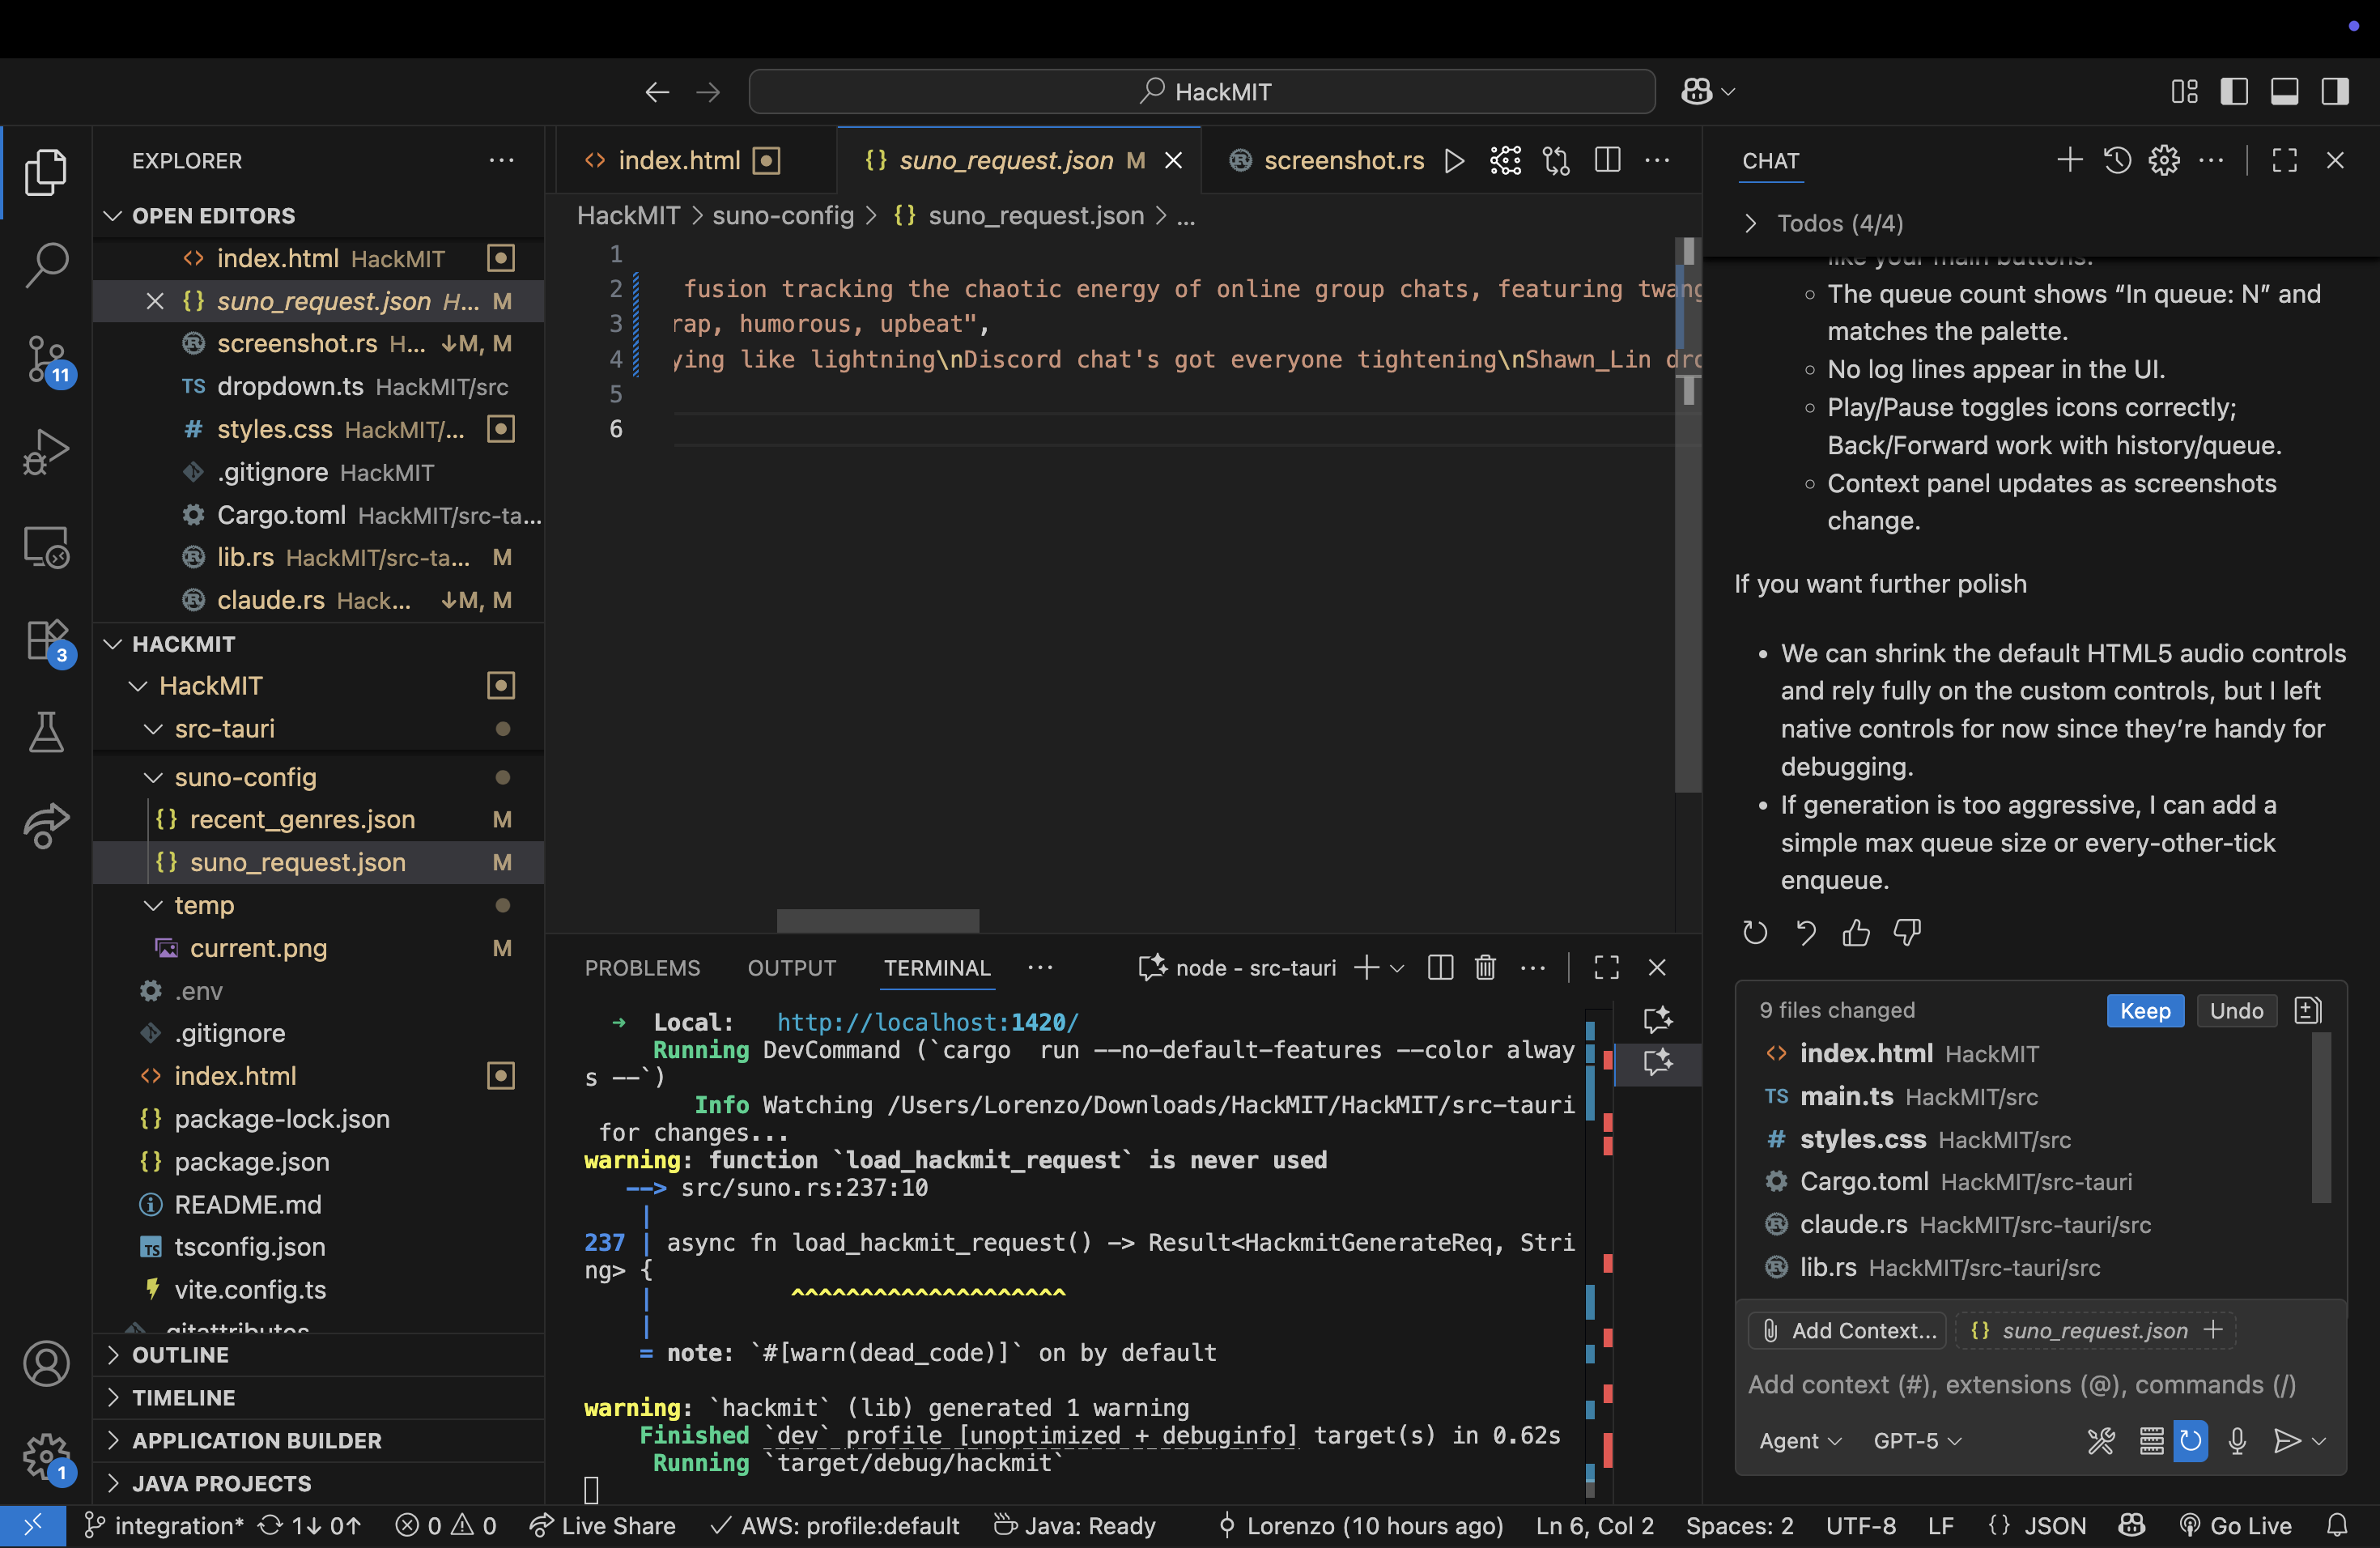 HackMIT
EXPLORER
OPEN EDITORS
index.html HackMIT
suno_request.json H... M
screenshot.rs H... ↓M, M
TS dropdown.ts HackMIT/src
# styles.css HackMIT/...
.gitignore HackMIT
Cargo.toml HackMIT/src-ta...
lib.rs HackMIT/src-ta... M
claude.rs Hack... ↓M, M
HACKMIT
HackMIT
src-tauri
suno-config
{} recent_genres.json M
{} suno_request.json M
temp
current.png M
.env
.gitignore
index.html
{} package-lock.json
{} package.json
README.md
TS tsconfig.json
vite.config.ts
.gitattributes
OUTLINE
TIMELINE
APPLICATION BUILDER
JAVA PROJECTS
11
3
1
index.html
{} suno_request.json M
screenshot.rs
HackMIT > suno-config > {} suno_request.json > ...
1
2 fusion tracking the chaotic energy of online group chats, featuring twang
3 rap, humorous, upbeat",
4 ying like lightning\nDiscord chat's got everyone tightening\nShawn_Lin dro
5
6
PROBLEMS OUTPUT TERMINAL ... node - src-tauri
➜ Local: http://localhost:1420/
Running DevCommand (`cargo  run --no-default-features --color alway
s --`)
Info Watching /Users/Lorenzo/Downloads/HackMIT/HackMIT/src-tauri
for changes...
warning: function `load_hackmit_request` is never used
--> src/suno.rs:237:10
|
237 | async fn load_hackmit_request() -> Result<HackmitGenerateReq, Stri
ng> {
| ^^^^^^^^^^^^^^^^^^^^
|
= note: `#[warn(dead_code)]` on by default
warning: `hackmit` (lib) generated 1 warning
Finished `dev` profile [unoptimized + debuginfo] target(s) in 0.62s
Running `target/debug/hackmit`
CHAT
Todos (4/4)
like your main buttons.
The queue count shows “In queue: N” and
matches the palette.
No log lines appear in the UI.
Play/Pause toggles icons correctly;
Back/Forward work with history/queue.
Context panel updates as screenshots
change.
If you want further polish
• We can shrink the default HTML5 audio controls
and rely fully on the custom controls, but I left
native controls for now since they’re handy for
debugging.
• If generation is too aggressive, I can add a
simple max queue size or every-other-tick
enqueue.
9 files changed Keep Undo
index.html HackMIT
TS main.ts HackMIT/src
# styles.css HackMIT/src
Cargo.toml HackMIT/src-tauri
claude.rs HackMIT/src-tauri/src
lib.rs HackMIT/src-tauri/src
Add Context... {} suno_request.json +
Add context (#), extensions (@), commands (/)
Agent GPT-5
integration* 1↓ 0↑ 0 0 Live Share AWS: profile:default Java: Ready Lorenzo (10 hours ago) Ln 6, Col 2 Spaces: 2 UTF-8 LF {} JSON Go Live